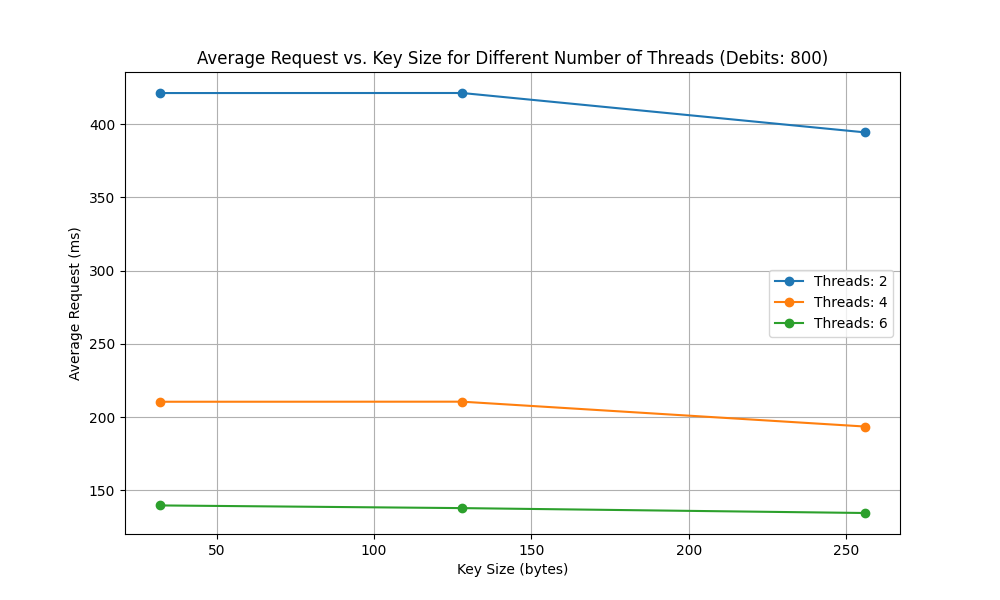 Average Request vs. Key Size for Different Number of Threads (Debits: 800)
Average Request (ms)
400
350
300
250
200
150
Threads: 2
Threads: 4
Threads: 6
50 100 150 200 250
Key Size (bytes)